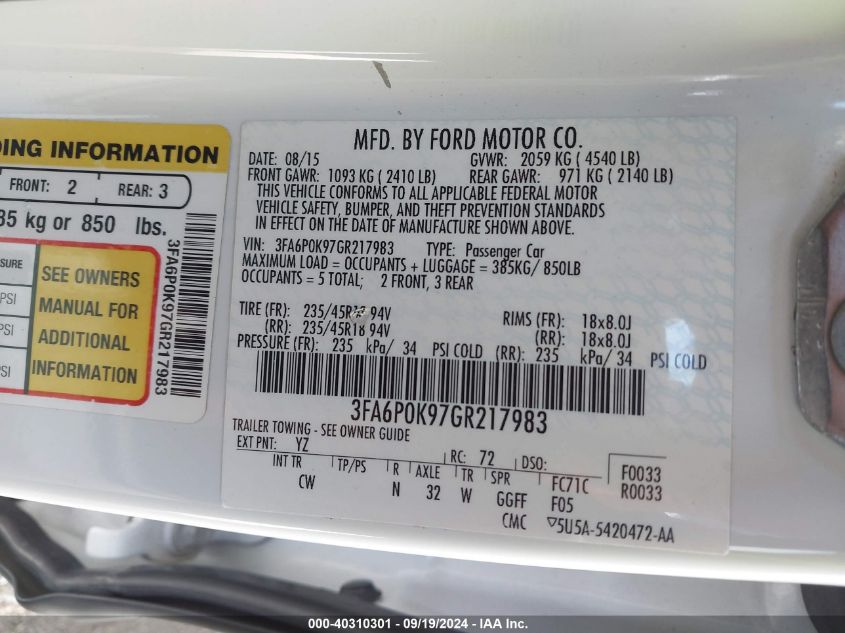 DING INFORMATION
FRONT: 2
REAR: 3
85 kg or 850 lbs.
SURE
PSI
PSI
SEE OWNERS
MANUAL FOR
ADDITIONAL
INFORMATION
3FA6P0K97GR217983
MFD. BY FORD MOTOR CO.
DATE: 08/15 GVWR: 2059 KG ( 4540 LB)
FRONT GAWR: 1093 KG ( 2410 LB) REAR GAWR: 971 KG ( 2140 LB)
THIS VEHICLE CONFORMS TO ALL APPLICABLE FEDERAL MOTOR
VEHICLE SAFETY, BUMPER, AND THEFT PREVENTION STANDARDS
IN EFFECT ON THE DATE OF MANUFACTURE SHOWN ABOVE.
VIN: 3FA6P0K97GR217983 TYPE: Passenger Car
MAXIMUM LOAD = OCCUPANTS + LUGGAGE = 385KG/ 850LB
OCCUPANTS = 5 TOTAL; 2 FRONT, 3 REAR
TIRE (FR): 94V RIMS (FR): 18x8.0J
(RR): 235/45R18 94V (RR): 18x8.0J
PRESSURE (FR): 235 kPa/ 34 PSI COLD (RR): 235 kPa/ 34 PSI COLD
3FA6P0K97GR217983
TRAILER TOWING - SEE OWNER GUIDE
EXT PNT: YZ RC: 72 DSO: F0033
INT TR TP/PS R AXLE TR SPR FC71C R0033
CW N 32 W GGFF F05
CMC ▽5U5A-5420472-AA
000-40310301 - 09/19/2024 - IAA Inc.